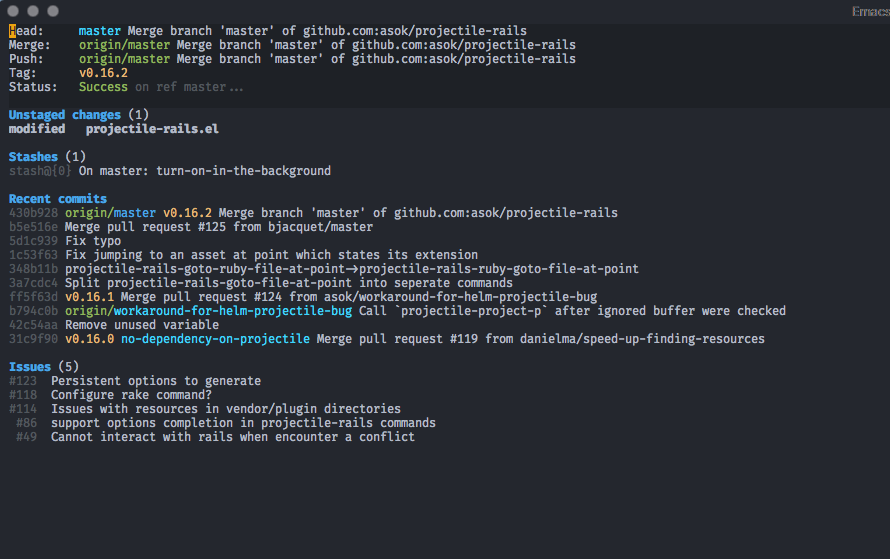 Emacs
Head: master Merge branch 'master' of github.com:asok/projectile-rails
Merge: origin/master Merge branch 'master' of github.com:asok/projectile-rails
Push: origin/master Merge branch 'master' of github.com:asok/projectile-rails
Tag: v0.16.2
Status: Success on ref master...
Unstaged changes (1)
modified projectile-rails.el
Stashes (1)
stash@{0} On master: turn-on-in-the-background
Recent commits
430b928 origin/master v0.16.2 Merge branch 'master' of github.com:asok/projectile-rails
b5e516e Merge pull request #125 from bjacquet/master
5d1c939 Fix typo
1c53f63 Fix jumping to an asset at point which states its extension
348b11b projectile-rails-goto-ruby-file-at-point→projectile-rails-ruby-goto-file-at-point
3a7cdc4 Split projectile-rails-goto-file-at-point into seperate commands
ff5f63d v0.16.1 Merge pull request #124 from asok/workaround-for-helm-projectile-bug
b794c0b origin/workaround-for-helm-projectile-bug Call `projectile-project-p` after ignored buffer were checked
42c54aa Remove unused variable
31c9f90 v0.16.0 no-dependency-on-projectile Merge pull request #119 from danielma/speed-up-finding-resources
Issues (5)
#123 Persistent options to generate
#118 Configure rake command?
#114 Issues with resources in vendor/plugin directories
#86 support options completion in projectile-rails commands
#49 Cannot interact with rails when encounter a conflict